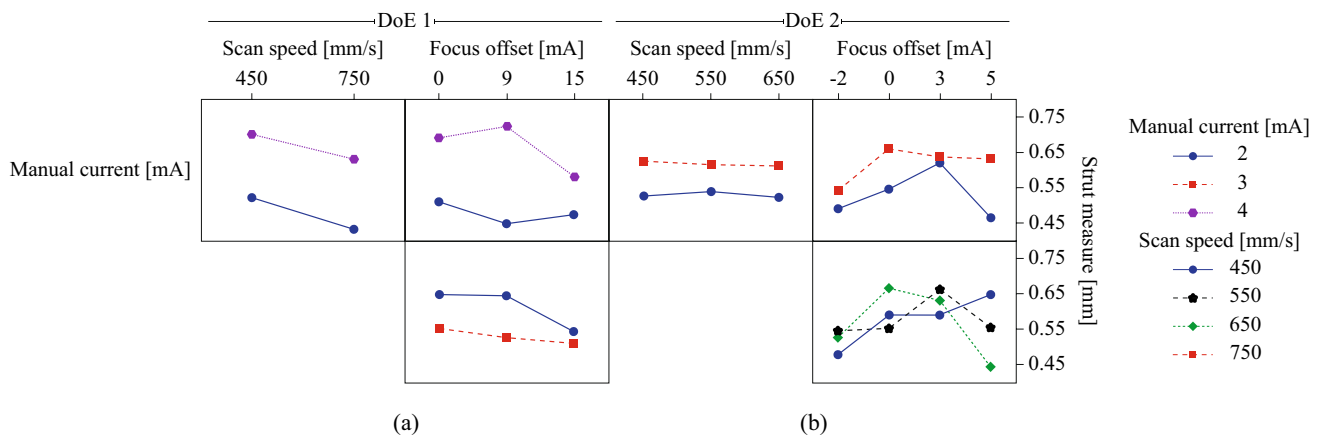 DoE 1
DoE 2
Scan speed [mm/s]
Focus offset [mA]
Scan speed [mm/s]
Focus offset [mA]
450 750
0 9 15
450 550 650
-2 0 3 5
Manual current [mA]
0.75
0.65
0.55
0.45
0.75
0.65
0.55
0.45
Strut measure [mm]
Manual current [mA]
2
3
4
Scan speed [mm/s]
450
550
650
750
(a)
(b)